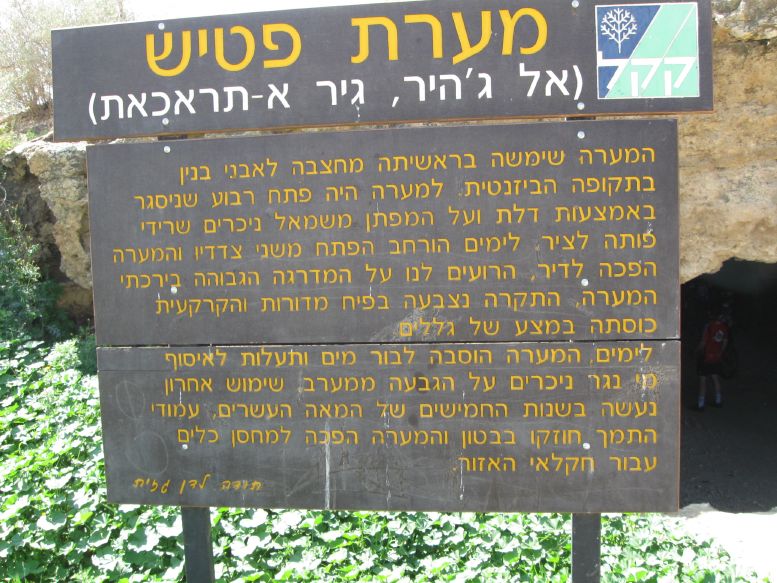 מערת פטיש
קקל
(אל ג'היר, גיר א-תראכאת)
המערה שימשה בראשיתה מחצבה לאבני בנין
בתקופה הביזנטית. למערה היה פתח רבוע שניסגר
באמצעות דלת ועל המפתן משמאל ניכרים שרידי
פותה לציר. לימים הורחב הפתח משני צדדיו והמערה
הפכה לדיר, הרועים לנו על המדרגה הגבוהה בירכתי
המערה, התקרה נצבעה בפיח מדורות והקרקעית
כוסתה במצע של גללים
לימים, המערה הוסבה לבור מים ותעלות לאיסוף
מי נגר ניכרים על הגבעה ממערב. שימוש אחרון
נעשה בשנות החמישים של המאה העשרים, עמודי
התמך חוזקו בבטון והמערה הפכה למחסן כלים
עבור חקלאי האזור.
תודה לדן גזית